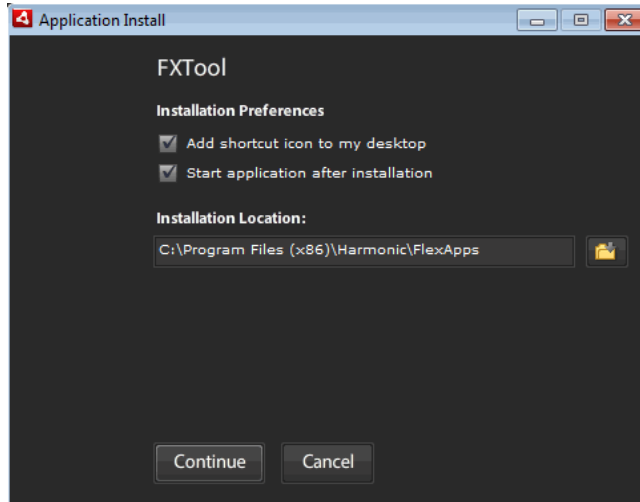 Application Install
FXTool
Installation Preferences
Add shortcut icon to my desktop
Start application after installation
Installation Location:
C:\Program Files (x86)\Harmonic\FlexApps
Continue
Cancel